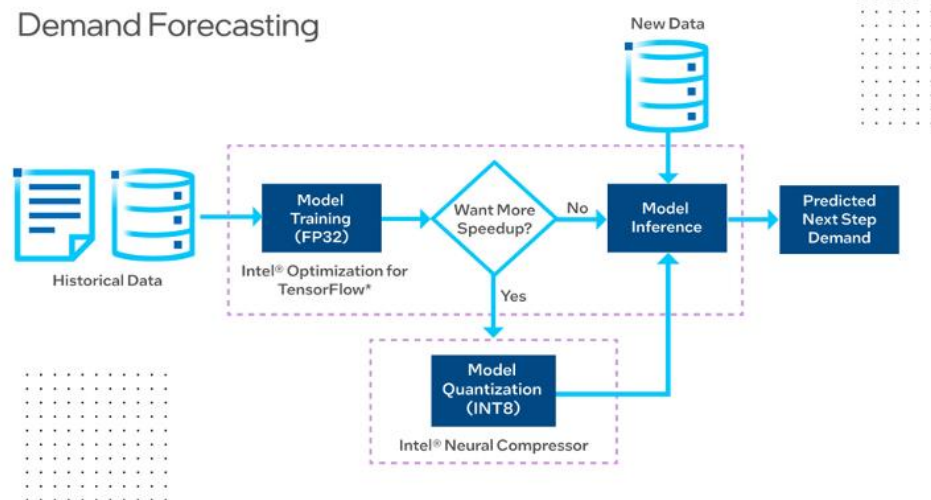 Demand Forecasting
New Data
Historical Data
Model
Training
(FP32)
Intel® Optimization for
TensorFlow*
Want More
Speedup?
No
Yes
Model
Inference
Predicted
Next Step
Demand
Model
Quantization
(INT8)
Intel® Neural Compressor